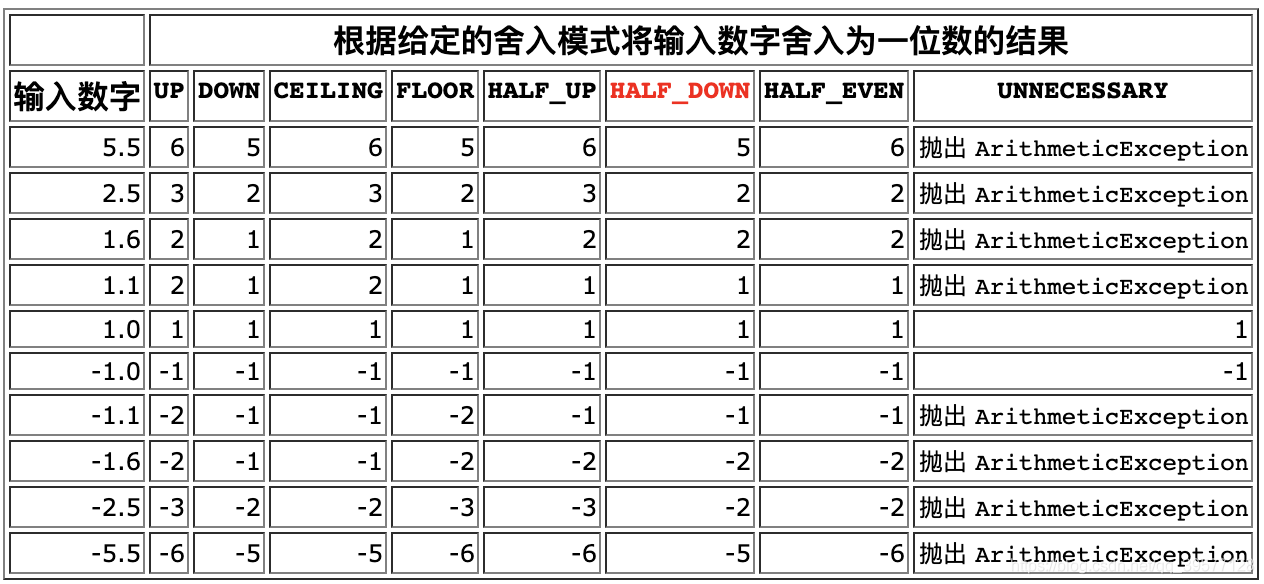 根据给定的舍入模式将输入数字舍入为一位数的结果
输入数字 UP DOWN CEILING FLOOR HALF_UP HALF_DOWN HALF_EVEN UNNECESSARY
5.5 6 5 6 5 6 5 6 抛出 ArithmeticException
2.5 3 2 3 2 3 2 2 抛出 ArithmeticException
1.6 2 1 2 1 2 2 2 抛出 ArithmeticException
1.1 2 1 2 1 1 1 1 抛出 ArithmeticException
1.0 1 1 1 1 1 1 1 1
-1.0 -1 -1 -1 -1 -1 -1 -1 -1
-1.1 -2 -1 -1 -2 -1 -1 -1 抛出 ArithmeticException
-1.6 -2 -1 -1 -2 -2 -2 -2 抛出 ArithmeticException
-2.5 -3 -2 -2 -3 -3 -2 -2 抛出 ArithmeticException
-5.5 -6 -5 -5 -6 -6 -5 -6 抛出 ArithmeticException